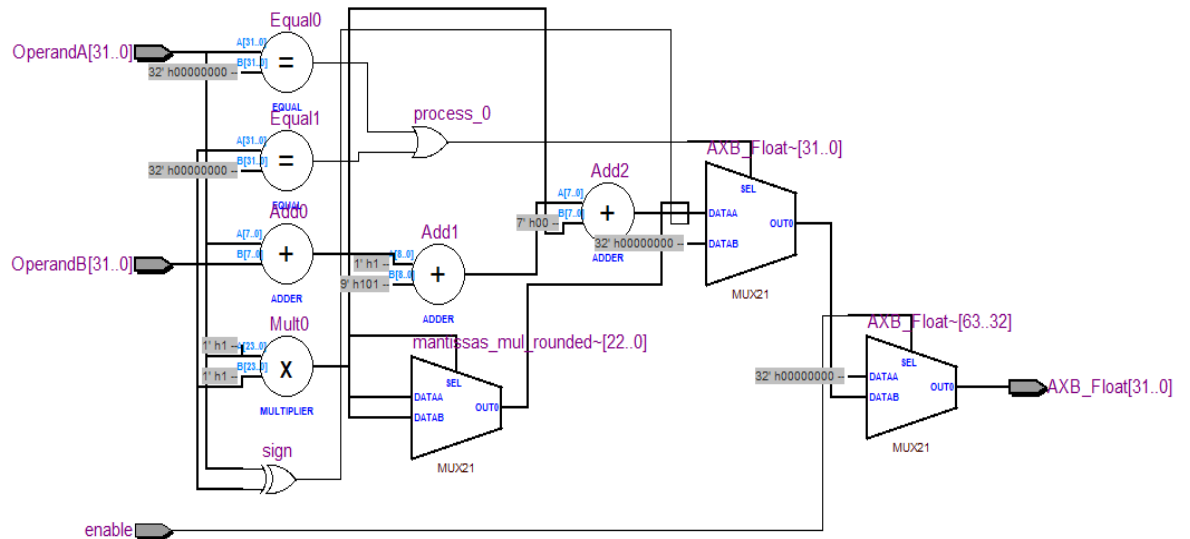 OperandA[31..0]
Equal0
A[31..0]
B[31..0]
32' h00000000 --
=
EQUAL
Equal1
A[31..0]
B[31..0]
32' h00000000 --
=
EQUAL
process_0
Add0
A[7..0]
B[7..0]
+
ADDER
OperandB[31..0]
Add1
A[8..0]
1' h1 --
B[8..0]
9' h101 --
+
ADDER
Add2
A[7..0]
B[7..0]
7' h00 --
+
ADDER
32' h00000000 --
AXB_Float~[31..0]
SEL
DATAA
DATAB
OUT0
MUX21
Mult0
1' h1 --
A[23..0]
B[23..0]
1' h1 --
X
MULTIPLIER
mantissas_mul_rounded~[22..0]
SEL
DATAA
DATAB
OUT0
MUX21
AXB_Float~[63..32]
SEL
32' h00000000 --
DATAA
DATAB
OUT0
MUX21
AXB_Float[31..0]
sign
enable